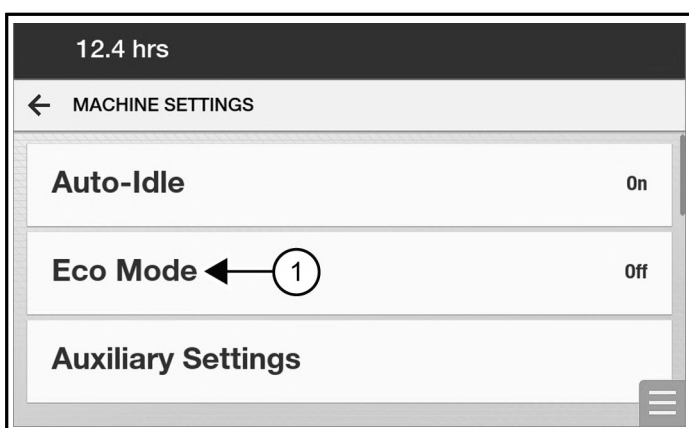 12.4 hrs
← MACHINE SETTINGS
Auto-Idle On
Eco Mode 1 Off
Auxiliary Settings